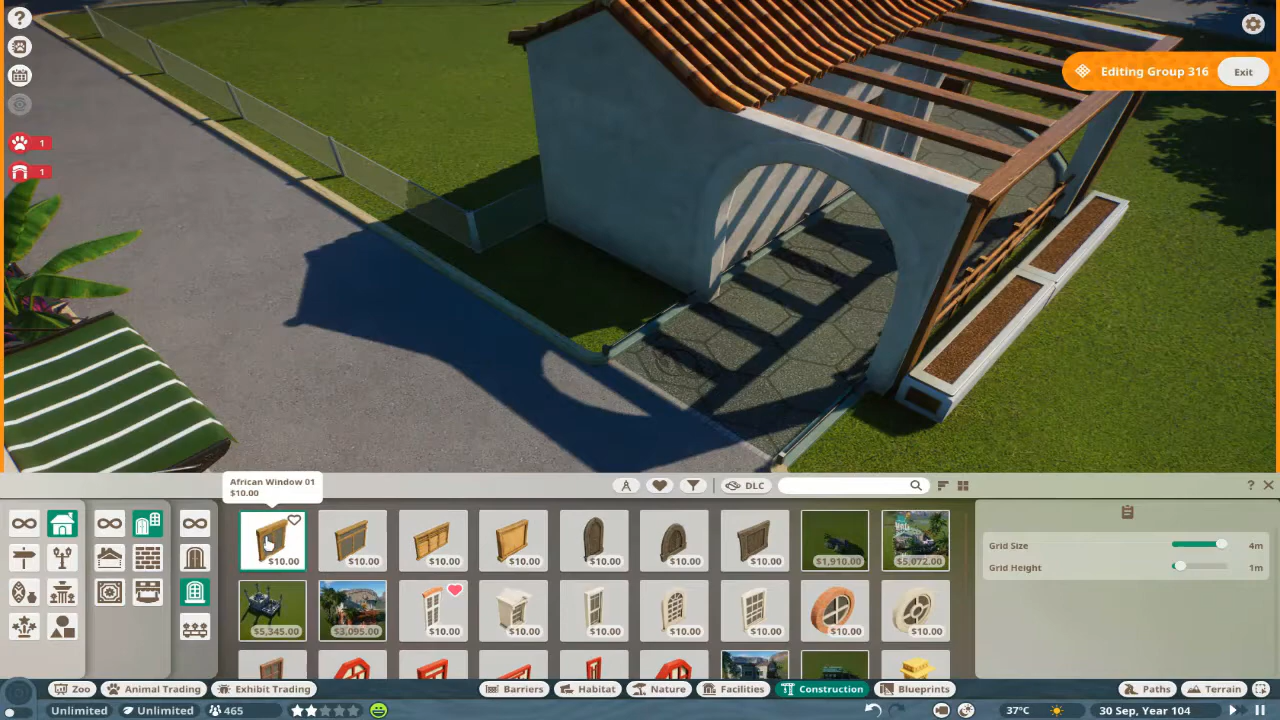 ?
Editing Group 316
Exit
1
1
African Window 01
$10.00
DLC
?
$10.00
$10.00
$10.00
$10.00
$10.00
$10.00
$10.00
$1,910.00
$5,072.00
$5,345.00
$3,095.00
$10.00
$10.00
$10.00
$10.00
$10.00
$10.00
$10.00
Grid Size
4m
Grid Height
1m
Zoo
Animal Trading
Exhibit Trading
Barriers
Habitat
Nature
Facilities
Construction
Blueprints
Paths
Terrain
Unlimited
Unlimited
465
37°C
30 Sep, Year 104